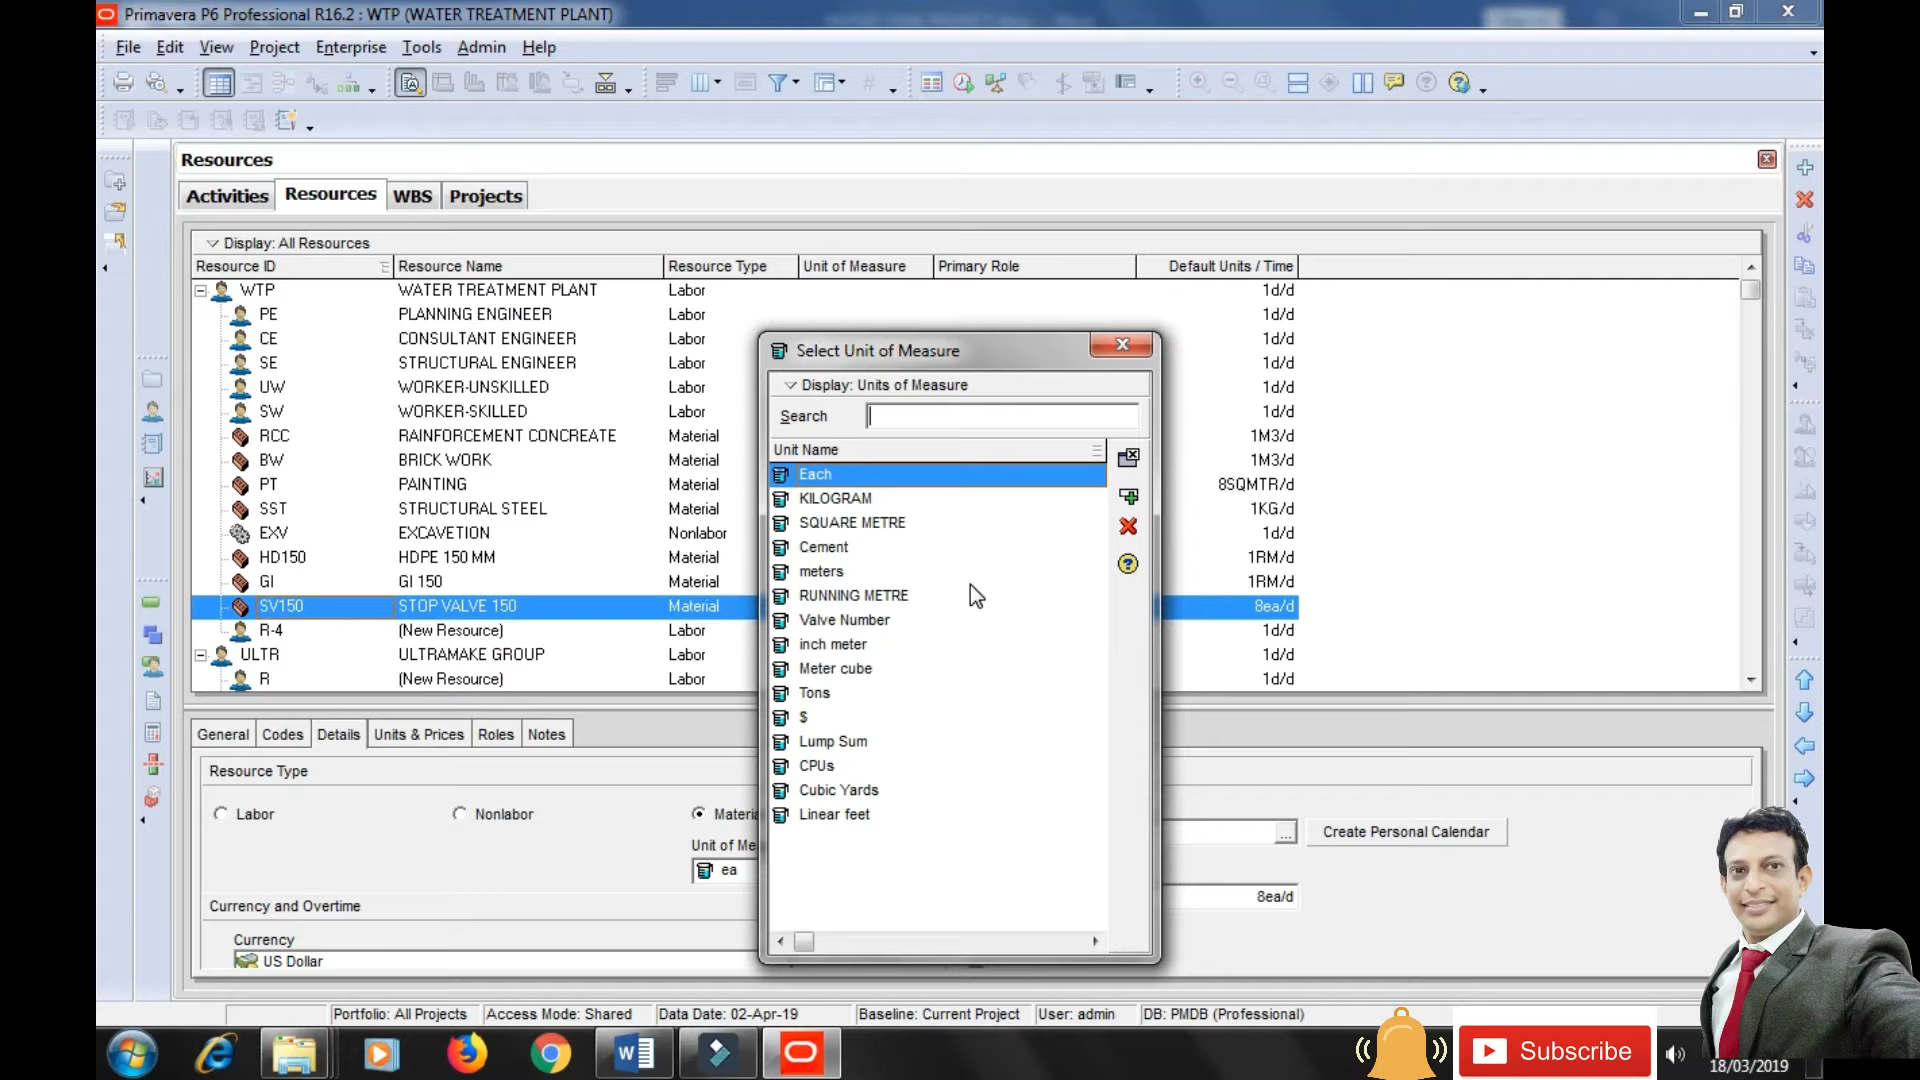 Primavera P6 Professional R16.2 : WTP (WATER TREATMENT PLANT)
File Edit View Project Enterprise Tools Admin Help
Resources
Activities Resources WBS Projects
Display: All Resources
Resource ID Resource Name Resource Type Unit of Measure Primary Role Default Units / Time
WTP WATER TREATMENT PLANT Labor 1d/d
PE PLANNING ENGINEER Labor 1d/d
CE CONSULTANT ENGINEER Labor 1d/d
SE STRUCTURAL ENGINEER Labor 1d/d
UW WORKER-UNSKILLED Labor 1d/d
SW WORKER-SKILLED Labor 1d/d
RCC RAINFORCEMENT CONCREATE Material 1M3/d
BW BRICK WORK Material 1M3/d
PT PAINTING Material 8SQMTR/d
SST STRUCTURAL STEEL Material 1KG/d
EXV EXCAVETION Nonlabor 1d/d
HD150 HDPE 150 MM Material 1RM/d
GI GI 150 Material 1RM/d
SV150 STOP VALVE 150 Material 8ea/d
R-4 (New Resource) Labor 1d/d
ULTR ULTRAMAKE GROUP Labor 1d/d
R (New Resource) Labor 1d/d
Select Unit of Measure
Display: Units of Measure
Search
Unit Name
Each
KILOGRAM
SQUARE METRE
Cement
meters
RUNNING METRE
Valve Number
inch meter
Meter cube
Tons
$
Lump Sum
CPUs
Cubic Yards
Linear feet
General Codes Details Units & Prices Roles Notes
Resource Type
Labor Nonlabor Materia
Create Personal Calendar
Unit of Me
ea
8ea/d
Currency and Overtime
Currency
US Dollar
Portfolio: All Projects Access Mode: Shared Data Date: 02-Apr-19 Baseline: Current Project User: admin DB: PMDB (Professional)
Subscribe
18/03/2019